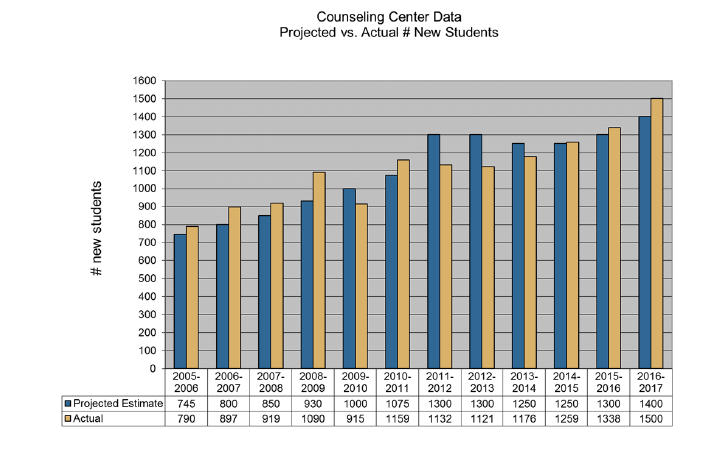 Counseling Center Data
Projected vs. Actual # New Students
# new students
1600
1500
1400
1300
1200
1100
1000
900
800
700
600
500
400
300
200
100
0
2005- 2006- 2007- 2008- 2009- 2010- 2011- 2012- 2013- 2014- 2015- 2016-
2006 2007 2008 2009 2010 2011 2012 2013 2014 2015 2016 2017
Projected Estimate 745 800 850 930 1000 1075 1300 1300 1250 1250 1300 1400
Actual 790 897 919 1090 915 1159 1132 1121 1176 1259 1338 1500